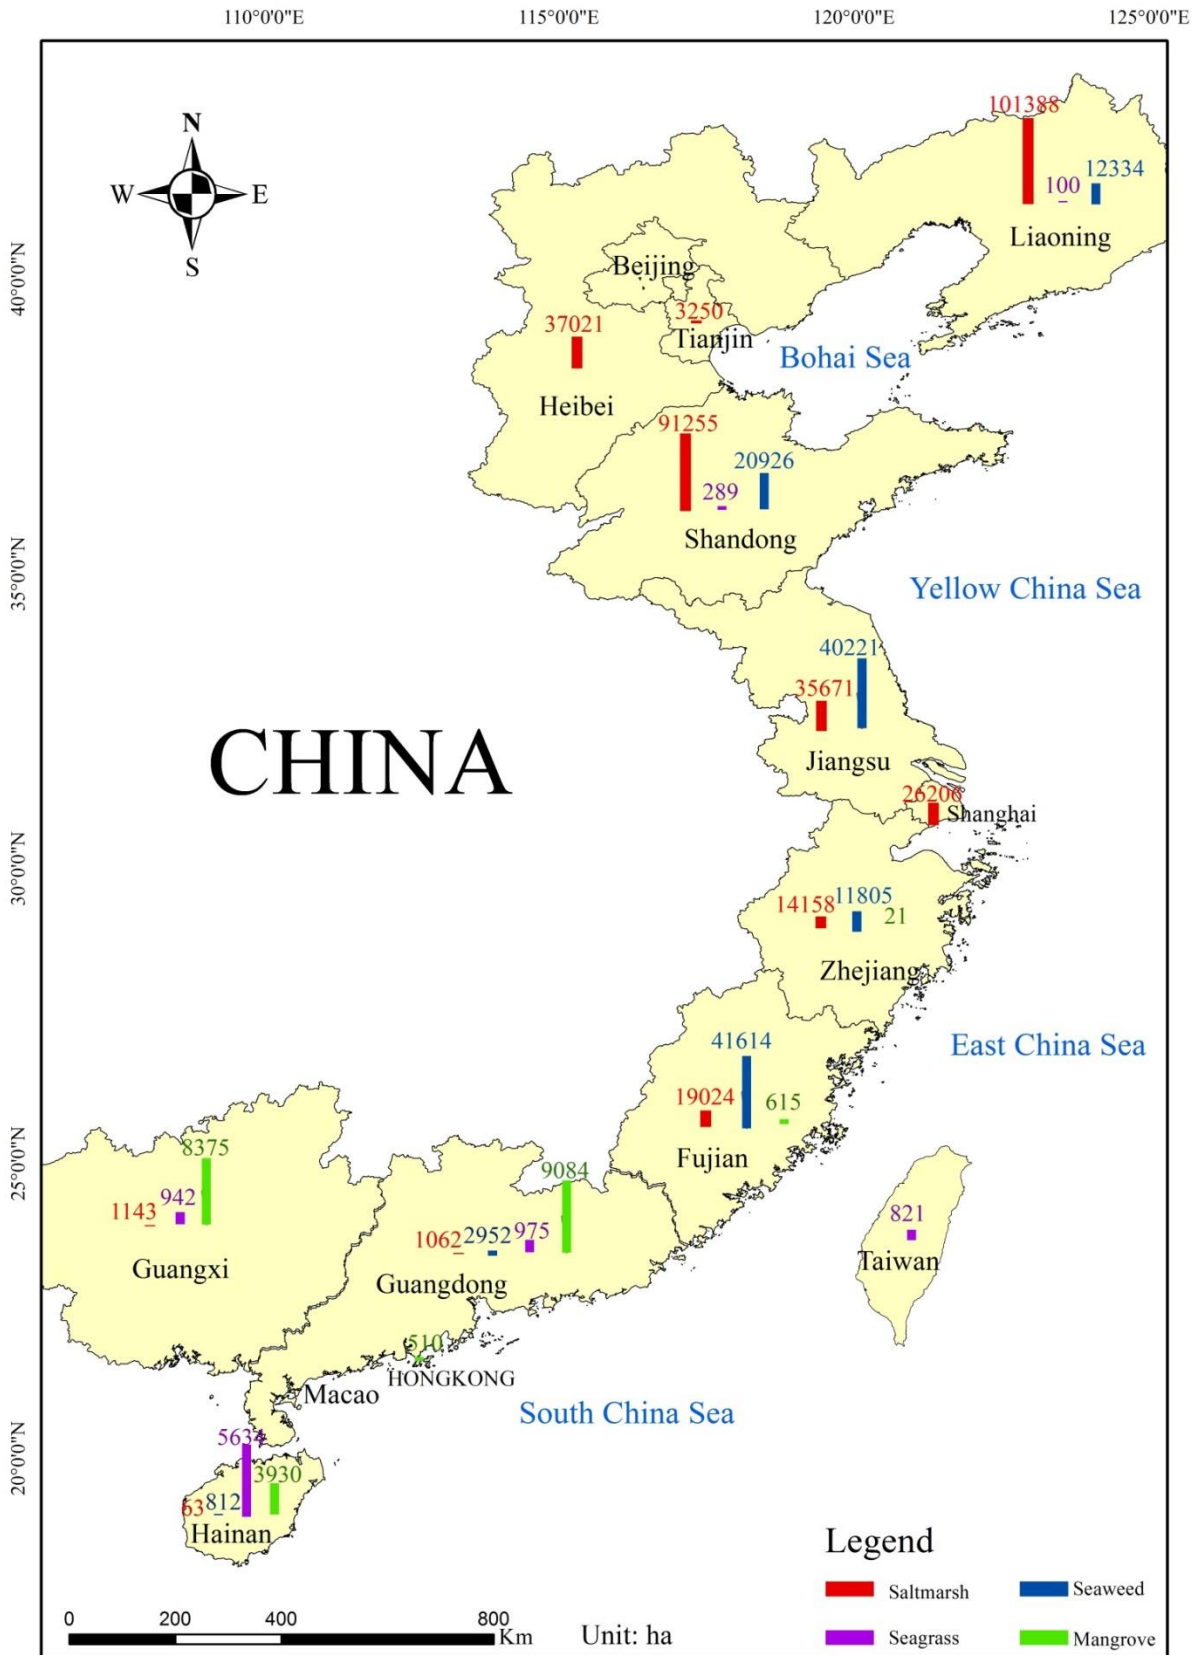 110°0'0"E 115°0'0"E 120°0'0"E 125°0'0"E
N
W E
S
40°0'0"N
35°0'0"N
30°0'0"N
25°0'0"N
20°0'0"N
101388
100 12334
Liaoning
Beijing
3250
Tianjin
37021
Heibei
Bohai Sea
91255
289
20926
Shandong
Yellow China Sea
CHINA
35671
40221
Jiangsu
26206
Shanghai
14158
11805
21
Zhejiang
East China Sea
19024
41614
615
Fujian
821
Taiwan
1143
942
8375
Guangxi
1062
2952
975
9084
Guangdong
510
HONGKONG
Macao
South China Sea
63
812
5634
3930
Hainan
Legend
Saltmarsh
Seaweed
Seagrass
Mangrove
0 200 400 800
Km
Unit: ha